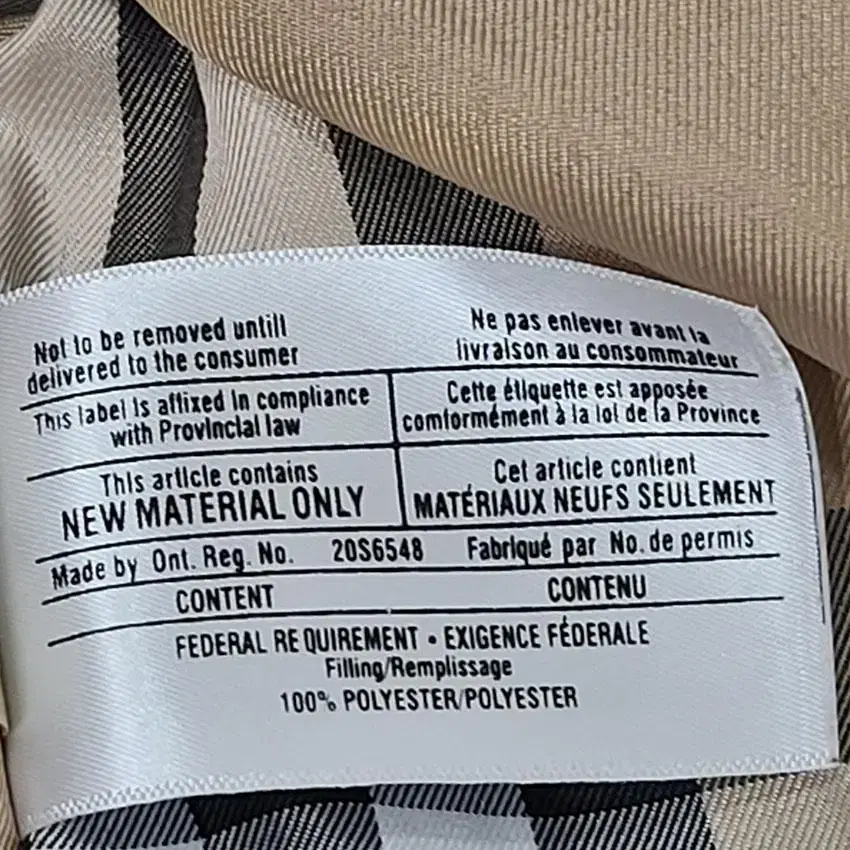 Not to be removed untill
delivered to the consumer
Ne pas enlever avant la
livraison au consommateur
This label is affixed in compliance
with Provincial law
Cette étiquette est apposée
comformément à la loi de la Province
This article contains
NEW MATERIAL ONLY
Cet article contient
MATÉRIAUX NEUFS SEULEMENT
Made by Ont. Reg. No. 20S6548 Fabriqué par No. de permis
CONTENT CONTENU
FEDERAL REQUIREMENT • EXIGENCE FÉDERALE
Filling/Remplissage
100% POLYESTER/POLYESTER